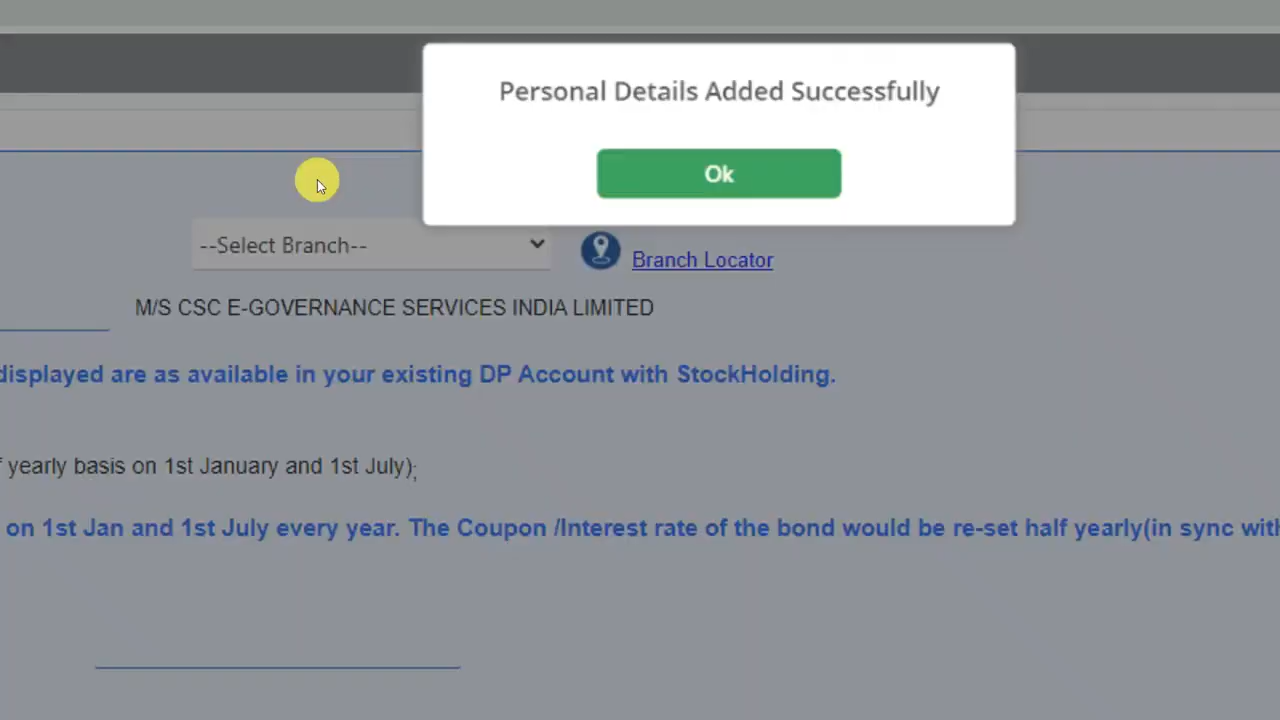 Personal Details Added Successfully
Ok
--Select Branch--
Branch Locator
M/S CSC E-GOVERNANCE SERVICES INDIA LIMITED
displayed are as available in your existing DP Account with StockHolding.
yearly basis on 1st January and 1st July);
on 1st Jan and 1st July every year. The Coupon /Interest rate of the bond would be re-set half yearly(in sync with